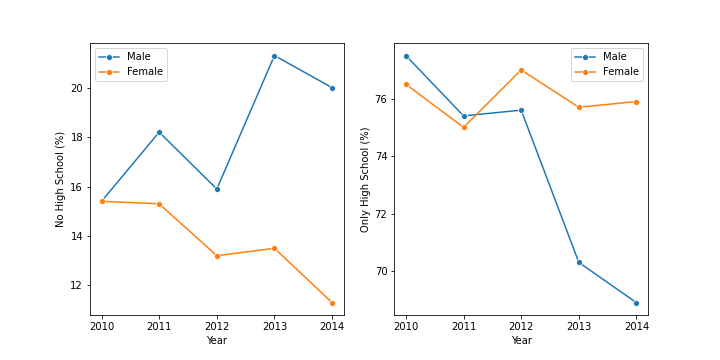 Male
Female
No High School (%)
20
18
16
14
12
2010 2011 2012 2013 2014
Year
Male
Female
Only High School (%)
76
74
72
70
2010 2011 2012 2013 2014
Year